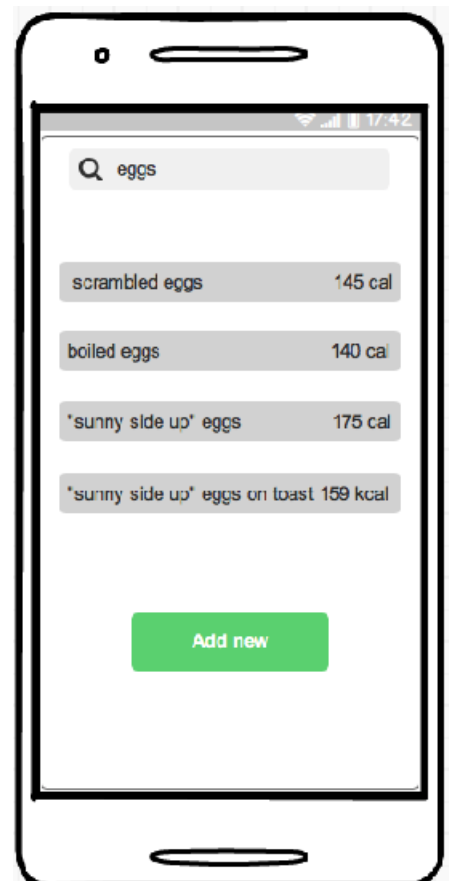 17:42
eggs
scrambled eggs 145 cal
boiled eggs 140 cal
"sunny side up" eggs 175 cal
"sunny side up" eggs on toast 159 kcal
Add new